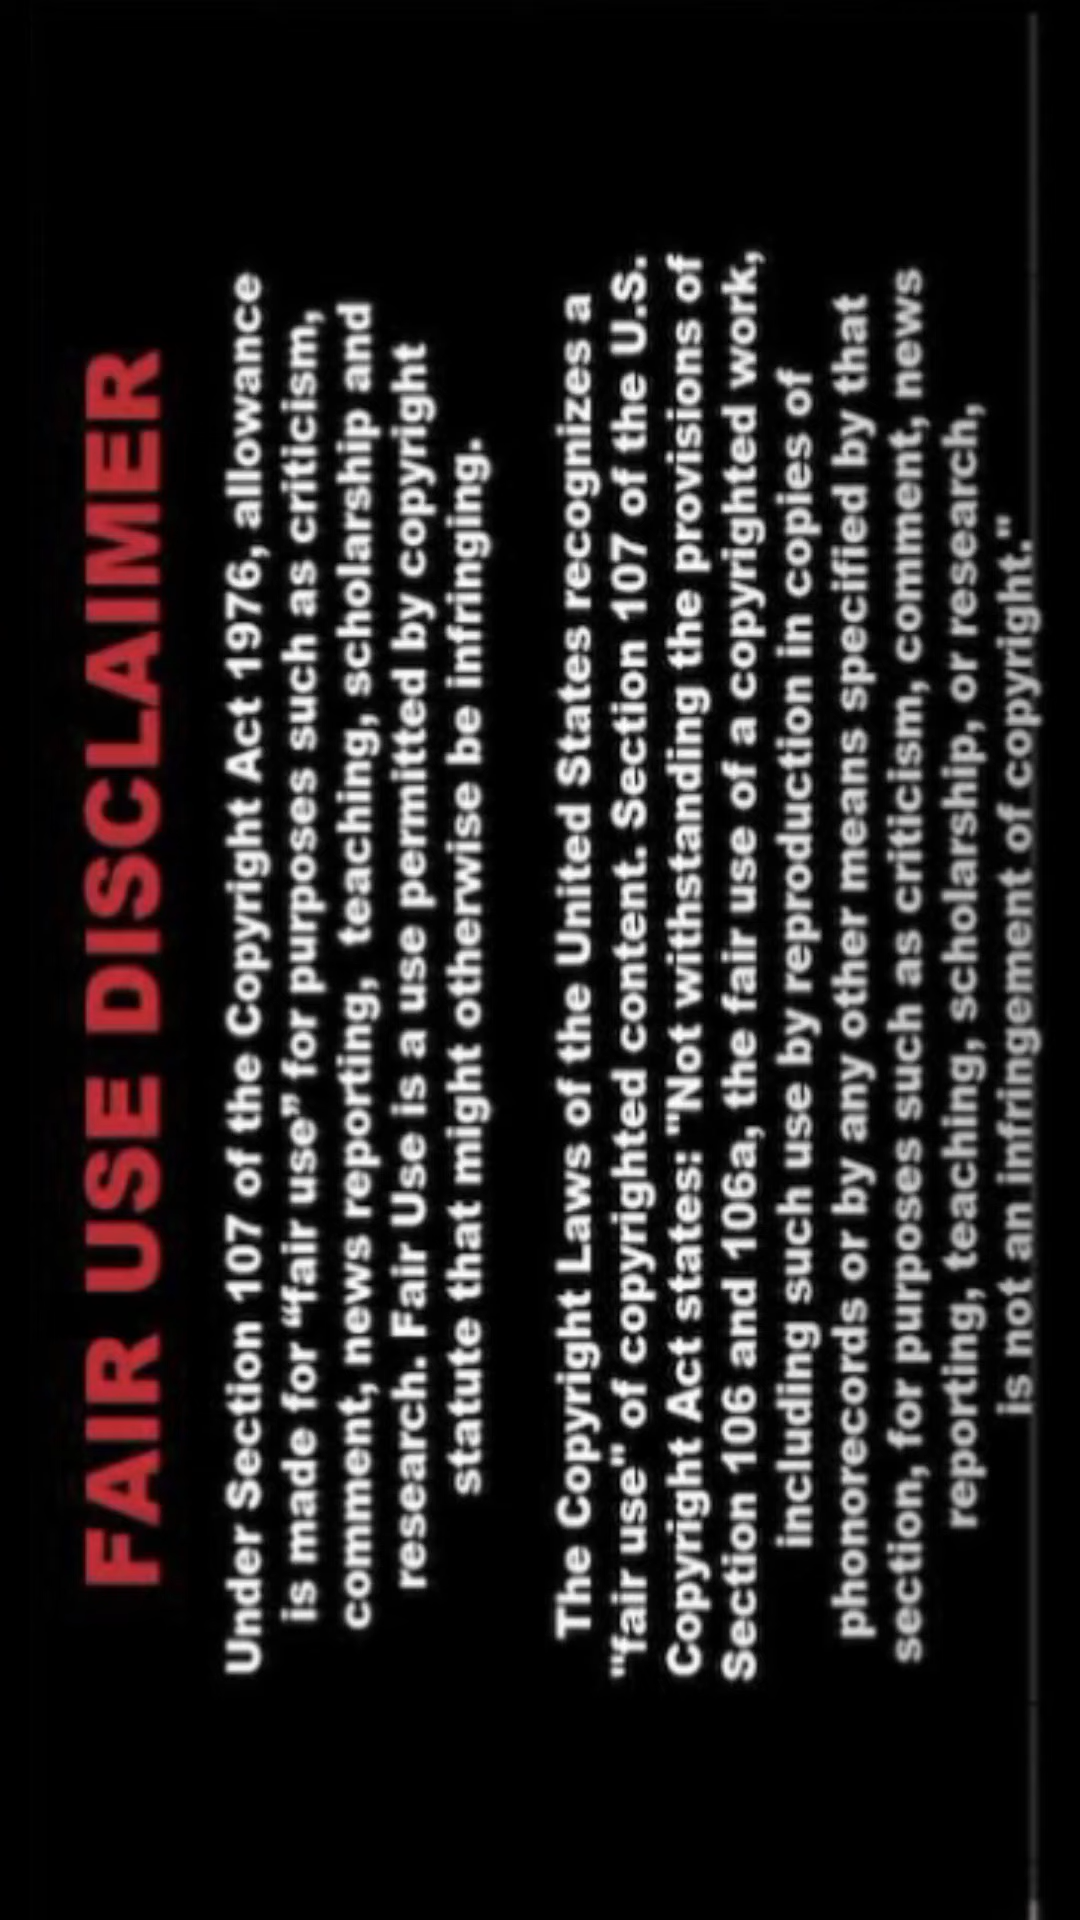 FAIR USE DISCLAIMER
Under Section 107 of the Copyright Act 1976, allowance
is made for “fair use” for purposes such as criticism,
comment, news reporting, teaching, scholarship and
research. Fair Use is a use permitted by copyright
statute that might otherwise be infringing.
The Copyright Laws of the United States recognizes a
"fair use" of copyrighted content. Section 107 of the U.S.
Copyright Act states: "Not withstanding the provisions of
Section 106 and 106a, the fair use of a copyrighted work,
including such use by reproduction in copies of
phonorecords or by any other means specified by that
section, for purposes such as criticism, comment, news
reporting, teaching, scholarship, or research,
is not an infringement of copyright."